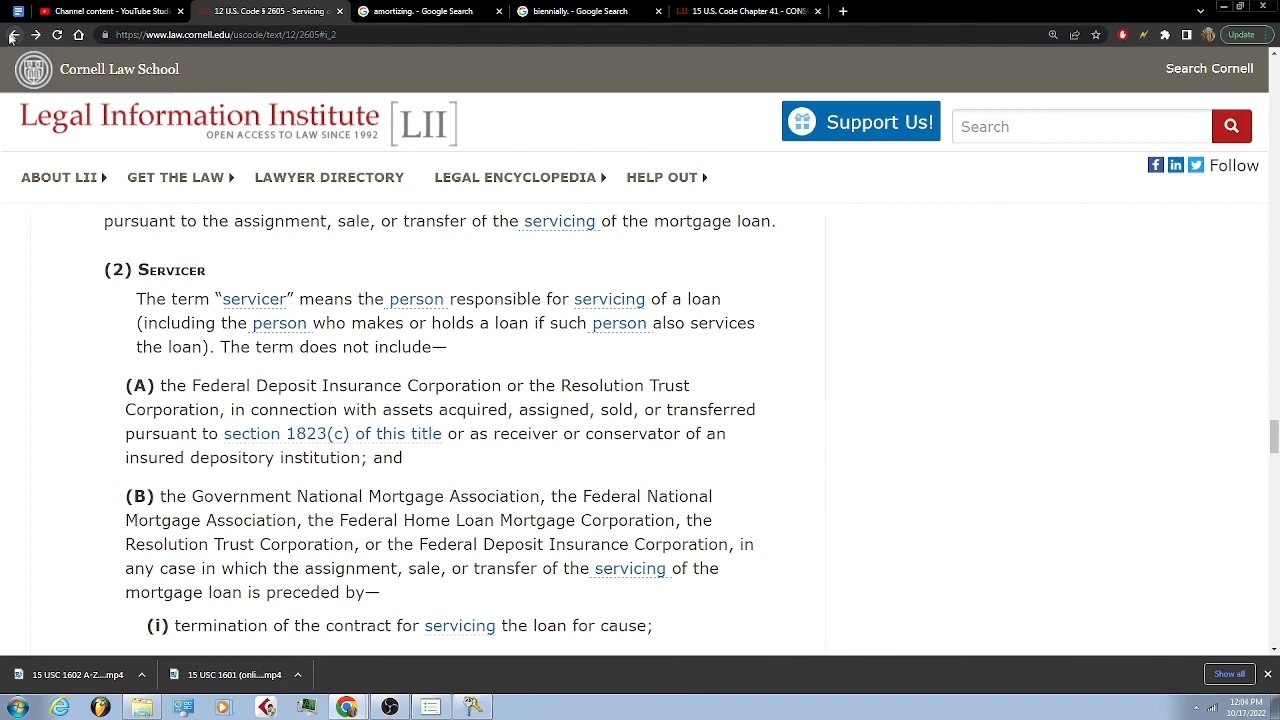 Channel content - YouTube Studi
12 U.S. Code § 2605 - Servicing o
amortizing. - Google Search
biennially. - Google Search
LII 15 U.S. Code Chapter 41 - CONS
https://www.law.cornell.edu/uscode/text/12/2605#i_2
Update
Cornell Law School
Search Cornell
Legal Information Institute [LII]
OPEN ACCESS TO LAW SINCE 1992
Support Us!
Search
ABOUT LII GET THE LAW LAWYER DIRECTORY LEGAL ENCYCLOPEDIA HELP OUT
Follow
pursuant to the assignment, sale, or transfer of the servicing of the mortgage loan.
(2) Servicer
The term “servicer” means the person responsible for servicing of a loan
(including the person who makes or holds a loan if such person also services
the loan). The term does not include—
(A) the Federal Deposit Insurance Corporation or the Resolution Trust
Corporation, in connection with assets acquired, assigned, sold, or transferred
pursuant to section 1823(c) of this title or as receiver or conservator of an
insured depository institution; and
(B) the Government National Mortgage Association, the Federal National
Mortgage Association, the Federal Home Loan Mortgage Corporation, the
Resolution Trust Corporation, or the Federal Deposit Insurance Corporation, in
any case in which the assignment, sale, or transfer of the servicing of the
mortgage loan is preceded by—
(i) termination of the contract for servicing the loan for cause;
15 USC 1602 A-Z....mp4
15 USC 1601 (onli....mp4
Show all
12:04 PM
10/17/2022